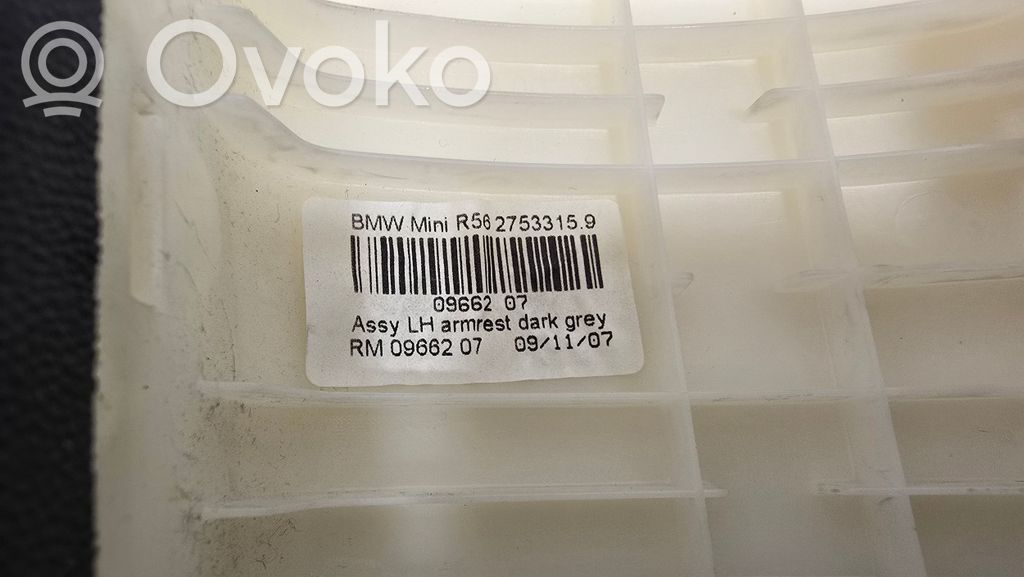 Ovoko
BMW Mini R56 2753315.9
09662 07
Assy LH armrest dark grey
RM 09662 07 09/11/07